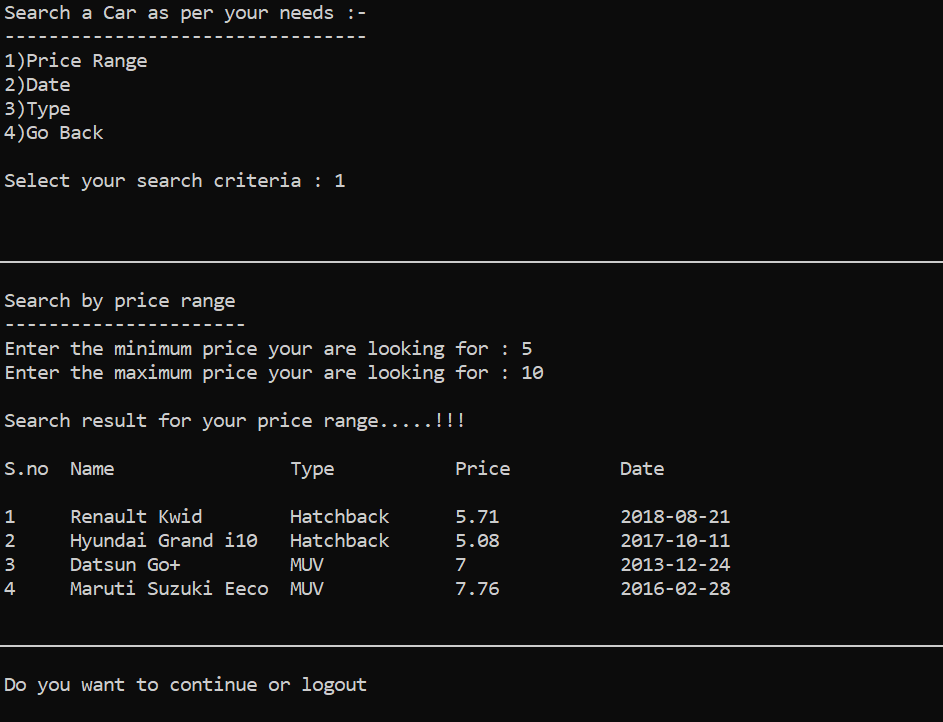 Search a Car as per your needs :-
---------------------------------
1)Price Range
2)Date
3)Type
4)Go Back
Select your search criteria : 1
Search by price range
----------------------
Enter the minimum price your are looking for : 5
Enter the maximum price your are looking for : 10
Search result for your price range.....!!!
S.no  Name                Type           Price          Date
1     Renault Kwid        Hatchback      5.71           2018-08-21
2     Hyundai Grand i10   Hatchback      5.08           2017-10-11
3     Datsun Go+          MUV            7              2013-12-24
4     Maruti Suzuki Eeco  MUV            7.76           2016-02-28
Do you want to continue or logout